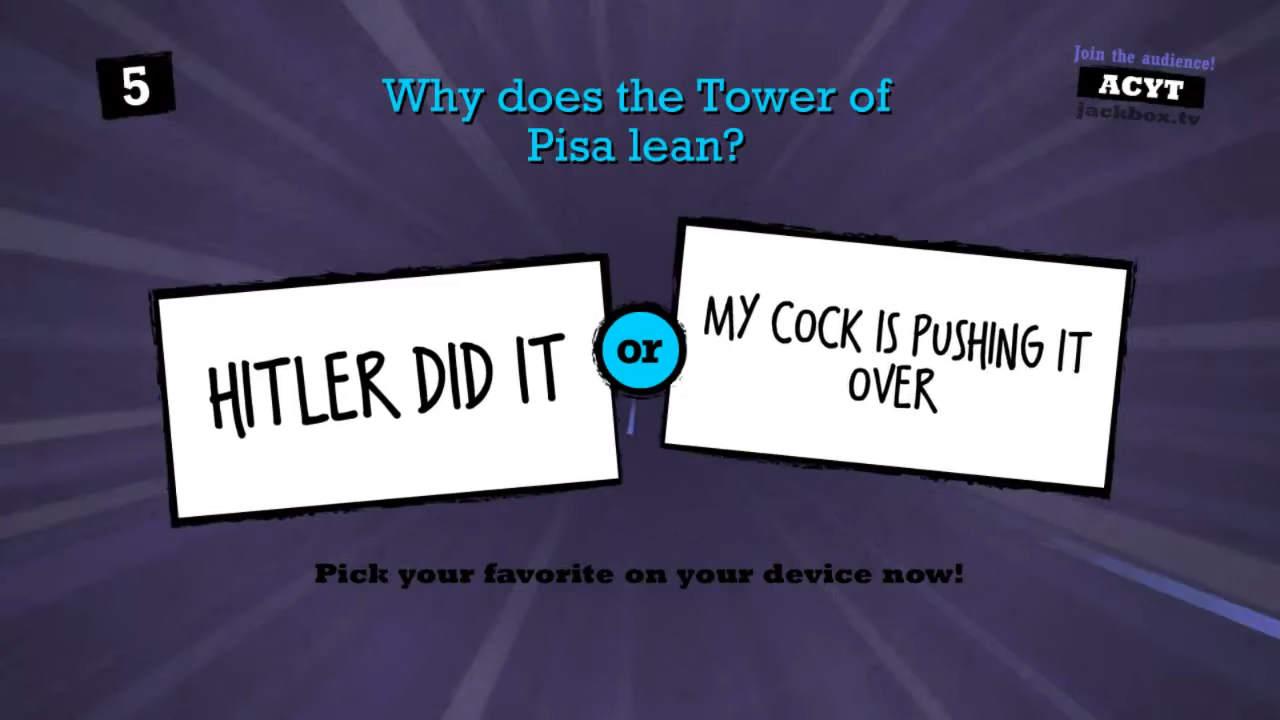 5
Join the audience!
ACYT
jackbox.tv
Why does the Tower of
Pisa lean?
HITLER DID IT
or
MY COCK IS PUSHING IT
OVER
Pick your favorite on your device now!